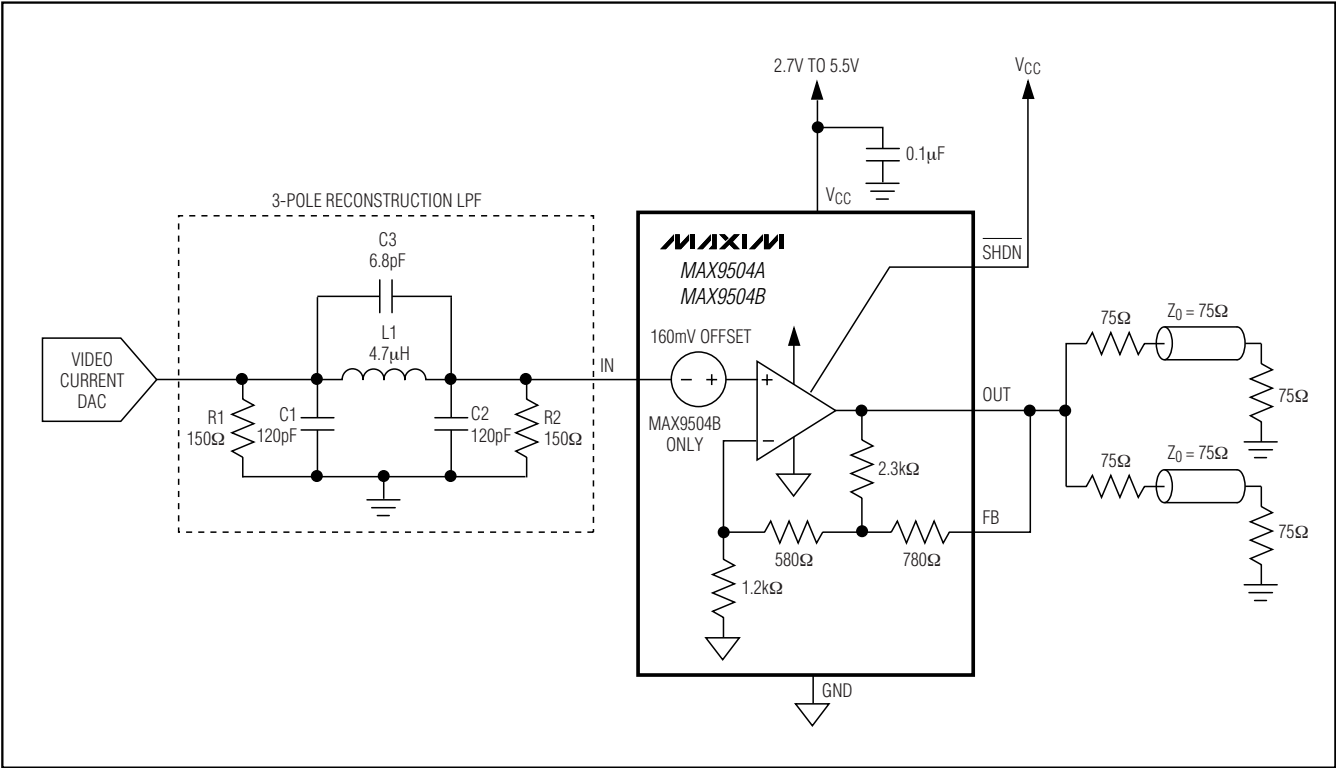 2.7V TO 5.5V
VCC
0.1µF
VCC
3-POLE RECONSTRUCTION LPF
C3
6.8pF
L1
4.7µH
VIDEO
CURRENT
DAC
R1
150Ω
C1
120pF
C2
120pF
R2
150Ω
IN
MAXIM
MAX9504A
MAX9504B
SHDN
160mV OFFSET
- +
MAX9504B
ONLY
+
-
2.3kΩ
580Ω
780Ω
1.2kΩ
OUT
FB
GND
75Ω
Z0 = 75Ω
75Ω
75Ω
Z0 = 75Ω
75Ω